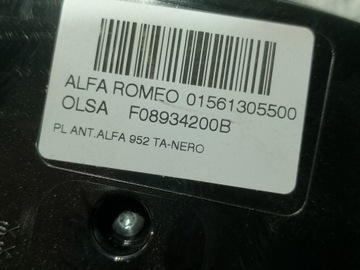 ALFA ROMEO 01561305500
OLSA F08934200B
PL ANT.ALFA 952 TA-NERO